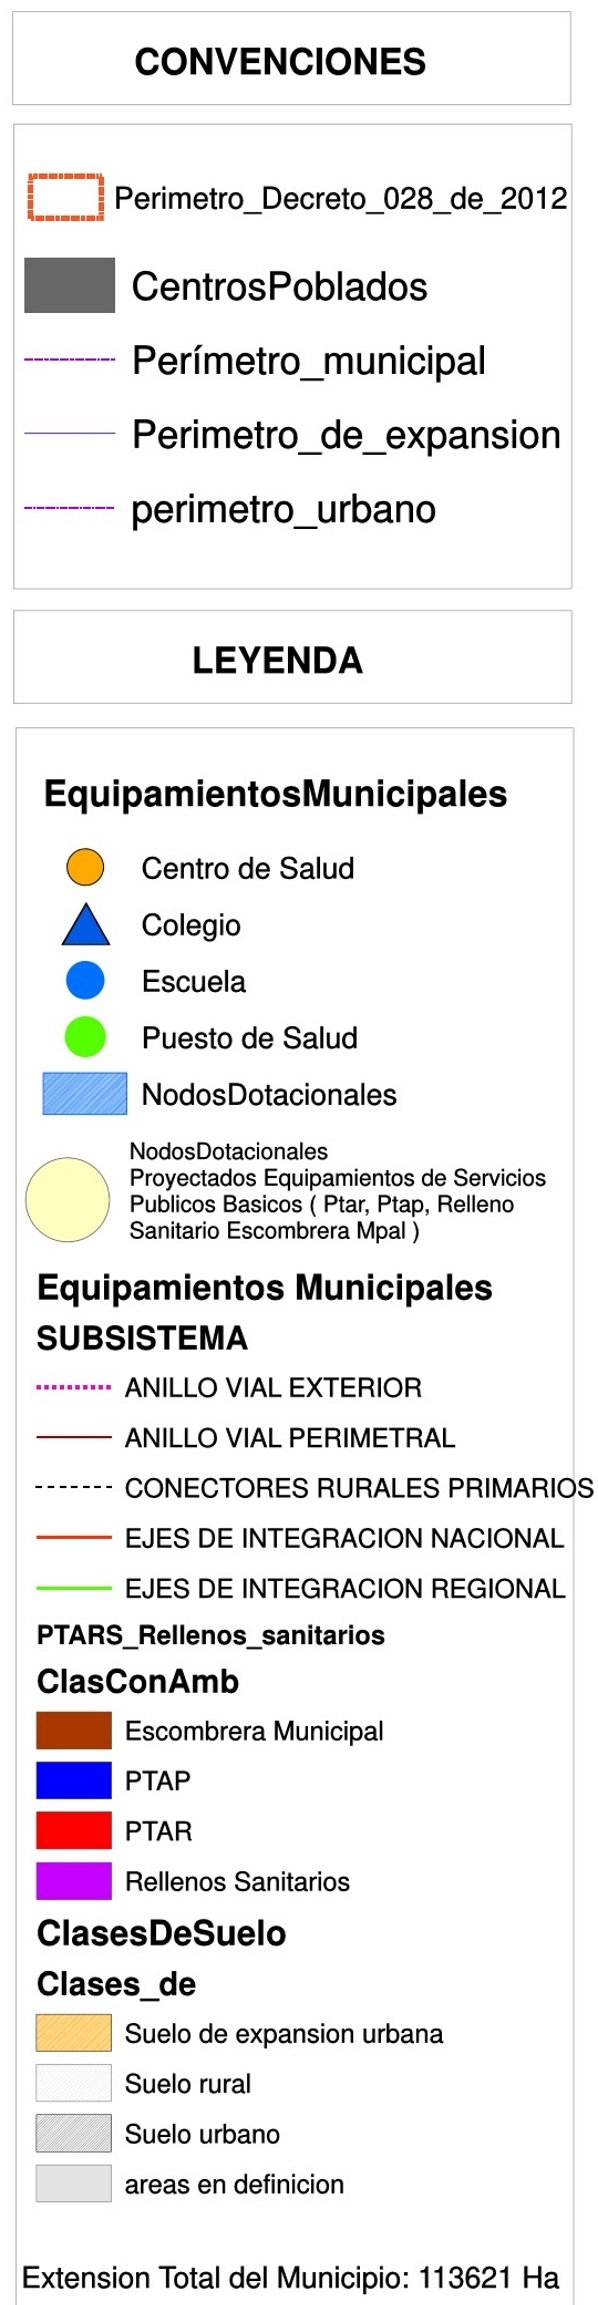 CONVENCIONES
Perimetro_Decreto_028_de_2012
CentrosPoblados
Perímetro_municipal
Perimetro_de_expansion
perimetro_urbano
LEYENDA
EquipamientosMunicipales
Centro de Salud
Colegio
Escuela
Puesto de Salud
NodosDotacionales
NodosDotacionales
Proyectados Equipamientos de Servicios
Publicos Basicos ( Ptar, Ptap, Relleno
Sanitario Escombrera Mpal )
Equipamientos Municipales
SUBSISTEMA
ANILLO VIAL EXTERIOR
ANILLO VIAL PERIMETRAL
CONECTORES RURALES PRIMARIOS
EJES DE INTEGRACION NACIONAL
EJES DE INTEGRACION REGIONAL
PTARS_Rellenos_sanitarios
ClasConAmb
Escombrera Municipal
PTAP
PTAR
Rellenos Sanitarios
ClasesDeSuelo
Clases_de
Suelo de expansion urbana
Suelo rural
Suelo urbano
areas en definicion
Extension Total del Municipio: 113621 Ha